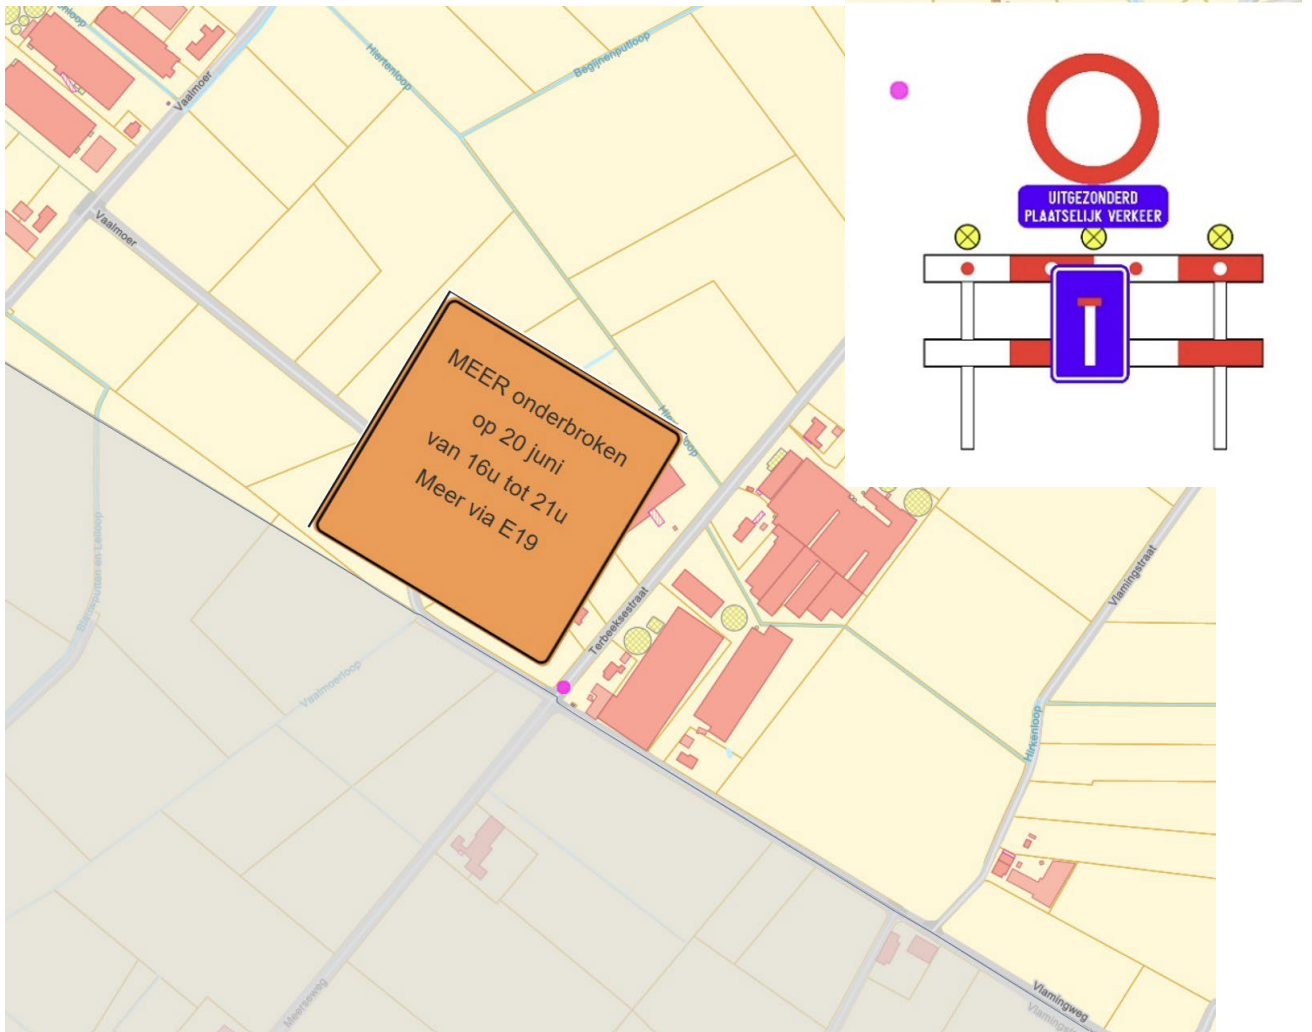 Vaalmoer
Hiertenloop
Begijnenputloop
UITGEZONDERD
PLAATSELIJK VERKEER
Vaalmoer
MEER onderbroken
op 20 juni
van 16u tot 21u
Meer via E19
Terbeeksestraat
Vlamingstraat
Vaalmoerloop
Hirkenloop
Meerseweg
Vlamingweg